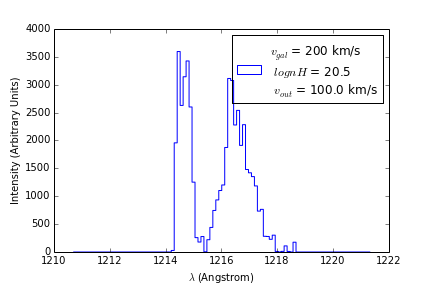 4000
3500
3000
2500
2000
1500
1000
500
0
Intensity (Arbitrary Units)
v_gal = 200 km/s
lognH = 20.5
v_out = 100.0 km/s
1210 1212 1214 1216 1218 1220 1222
λ (Angstrom)